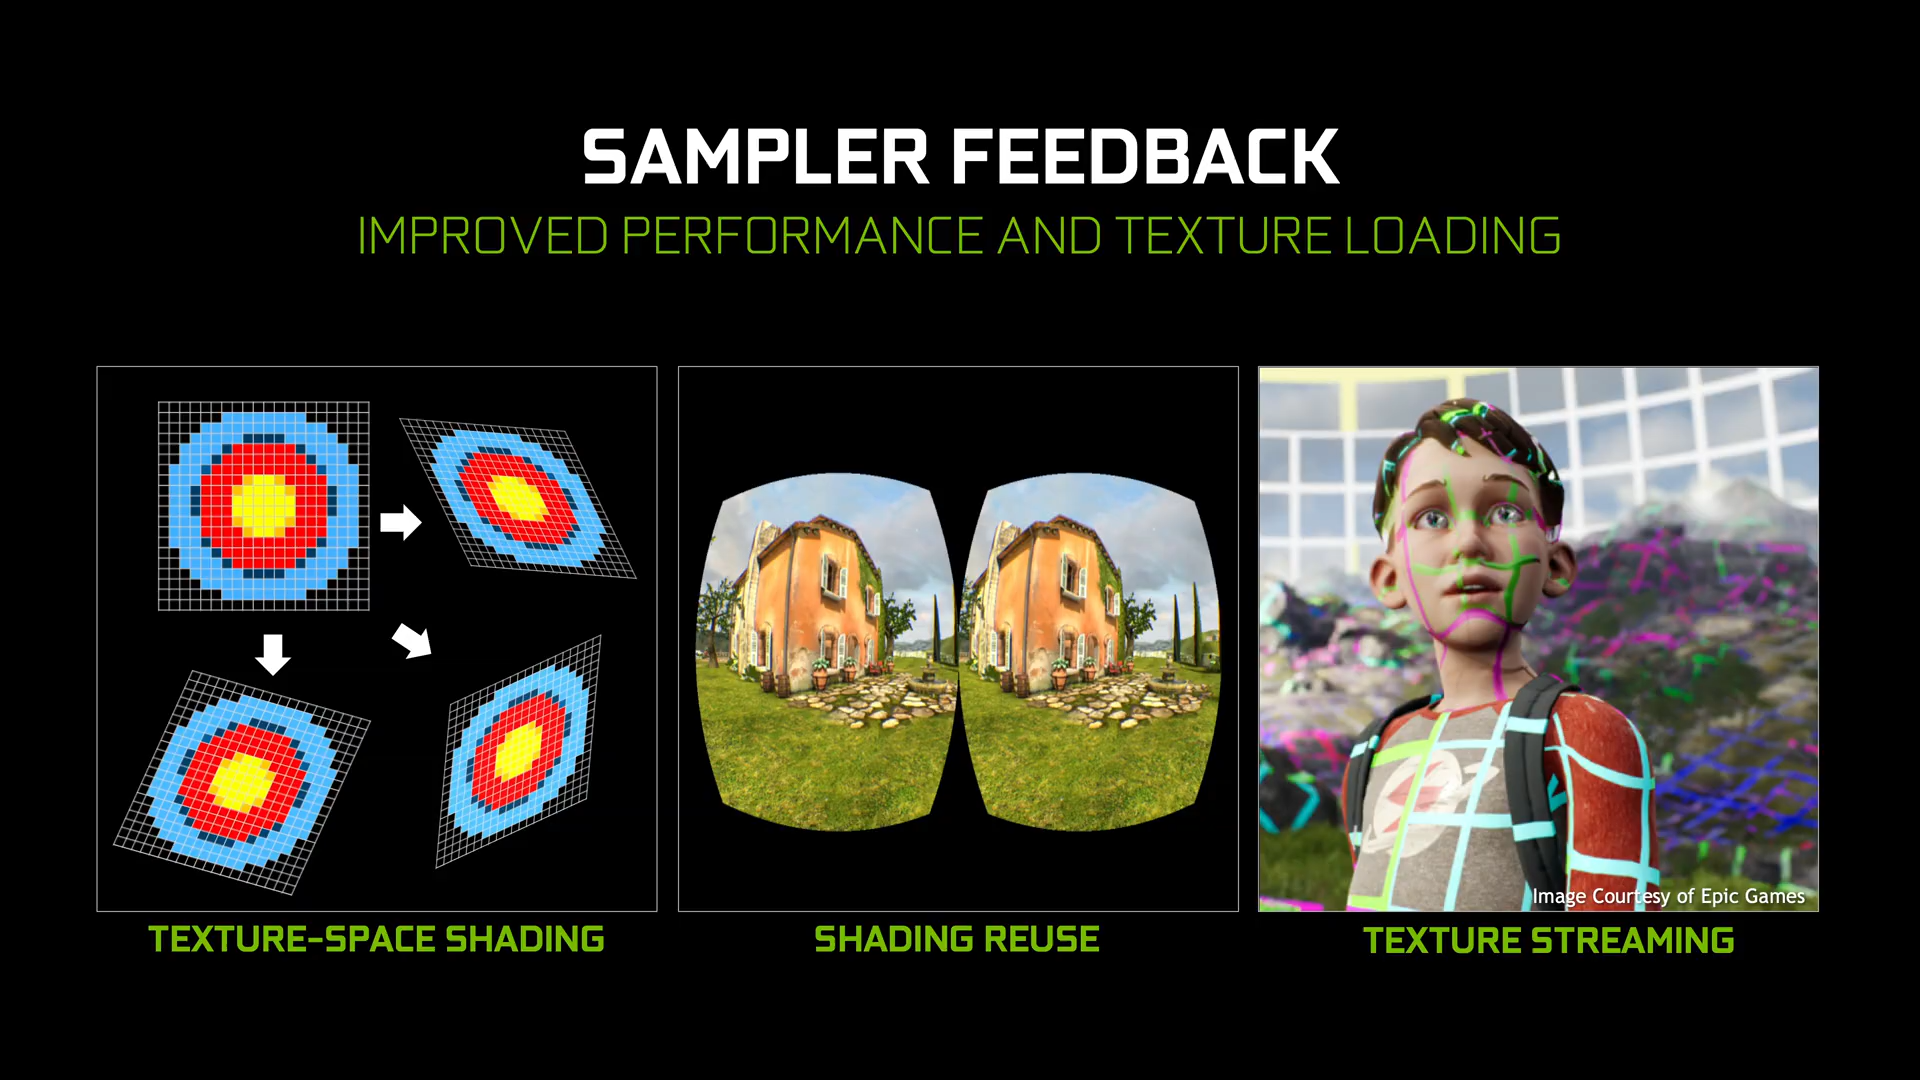 SAMPLER FEEDBACK
IMPROVED PERFORMANCE AND TEXTURE LOADING
Image Courtesy of Epic Games
TEXTURE-SPACE SHADING
SHADING REUSE
TEXTURE STREAMING